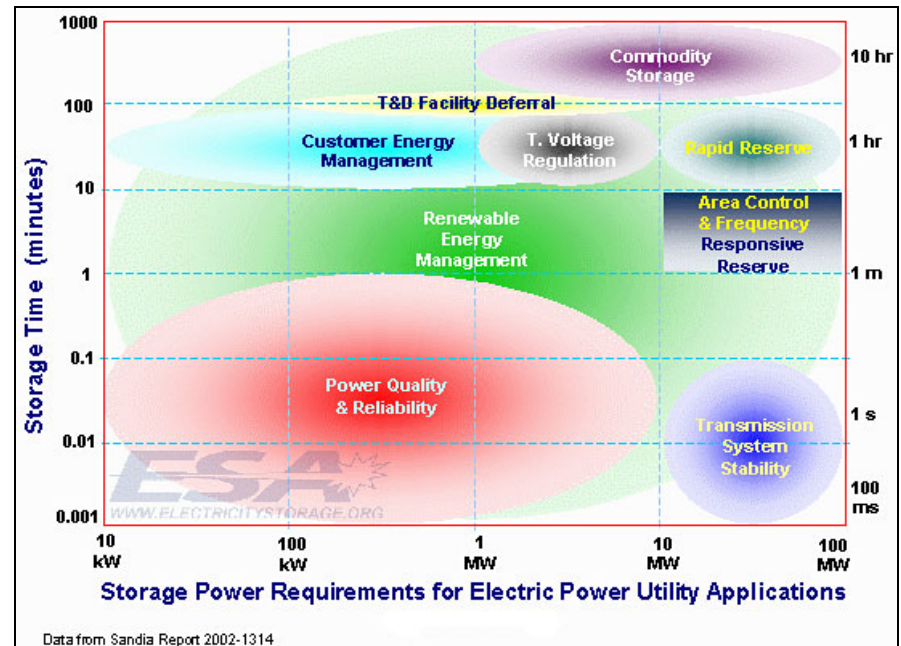 1000
100
10
1
0.1
0.01
0.001
Storage Time (minutes)
Commodity
Storage
T&D Facility Deferral
Customer Energy
Management
T. Voltage
Regulation
Rapid Reserve
Renewable
Energy
Management
Area Control
& Frequency
Responsive
Reserve
Power Quality
& Reliability
Transmission
System
Stability
ESA
WWW.ELECTRICITYSTORAGE.ORG
10 hr
1 hr
1 m
1 s
100
ms
10
kW
100
kW
1
MW
10
MW
100
MW
Storage Power Requirements for Electric Power Utility Applications
Data from Sandia Report 2002-1314